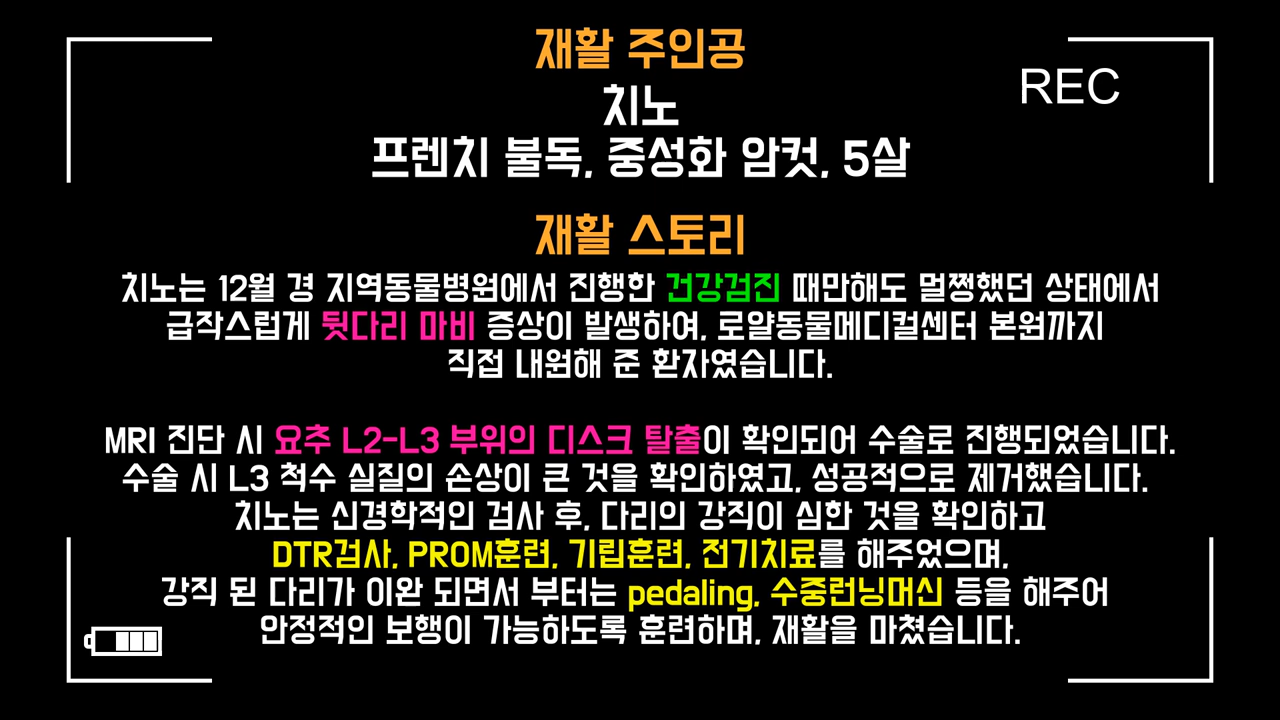 재활 주인공
REC
치노
프렌치 불독, 중성화 암컷, 5살
재활 스토리
치노는 12월 경 지역동물병원에서 진행한 건강검진 때만해도 멀쩡했던 상태에서
급작스럽게 뒷다리 마비 증상이 발생하여, 로얄동물메디컬센터 본원까지
직접 내원해 준 환자였습니다.
MRI 진단 시 요추 L2-L3 부위의 디스크 탈출이 확인되어 수술로 진행되었습니다.
수술 시 L3 척수 실질의 손상이 큰 것을 확인하였고, 성공적으로 제거했습니다.
치노는 신경학적인 검사 후, 다리의 강직이 심한 것을 확인하고
DTR검사, PROM훈련, 기립훈련, 전기치료를 해주었으며,
강직 된 다리가 이완 되면서 부터는 pedaling, 수중런닝머신 등을 해주어
안정적인 보행이 가능하도록 훈련하며, 재활을 마쳤습니다.